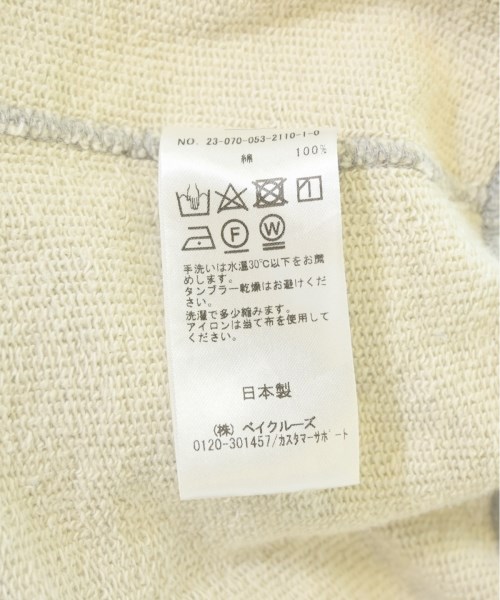 NO. 23-070-053-2110-1-0
綿 100%
F W
手洗いは水温30℃以下をお薦
めします。
タンブラー乾燥はお避けくだ
さい。
洗濯で多少縮みます。
アイロンは当て布を使用して
ください。
日本製
(株) ベイクルーズ
0120-301457/カスタマーサポート